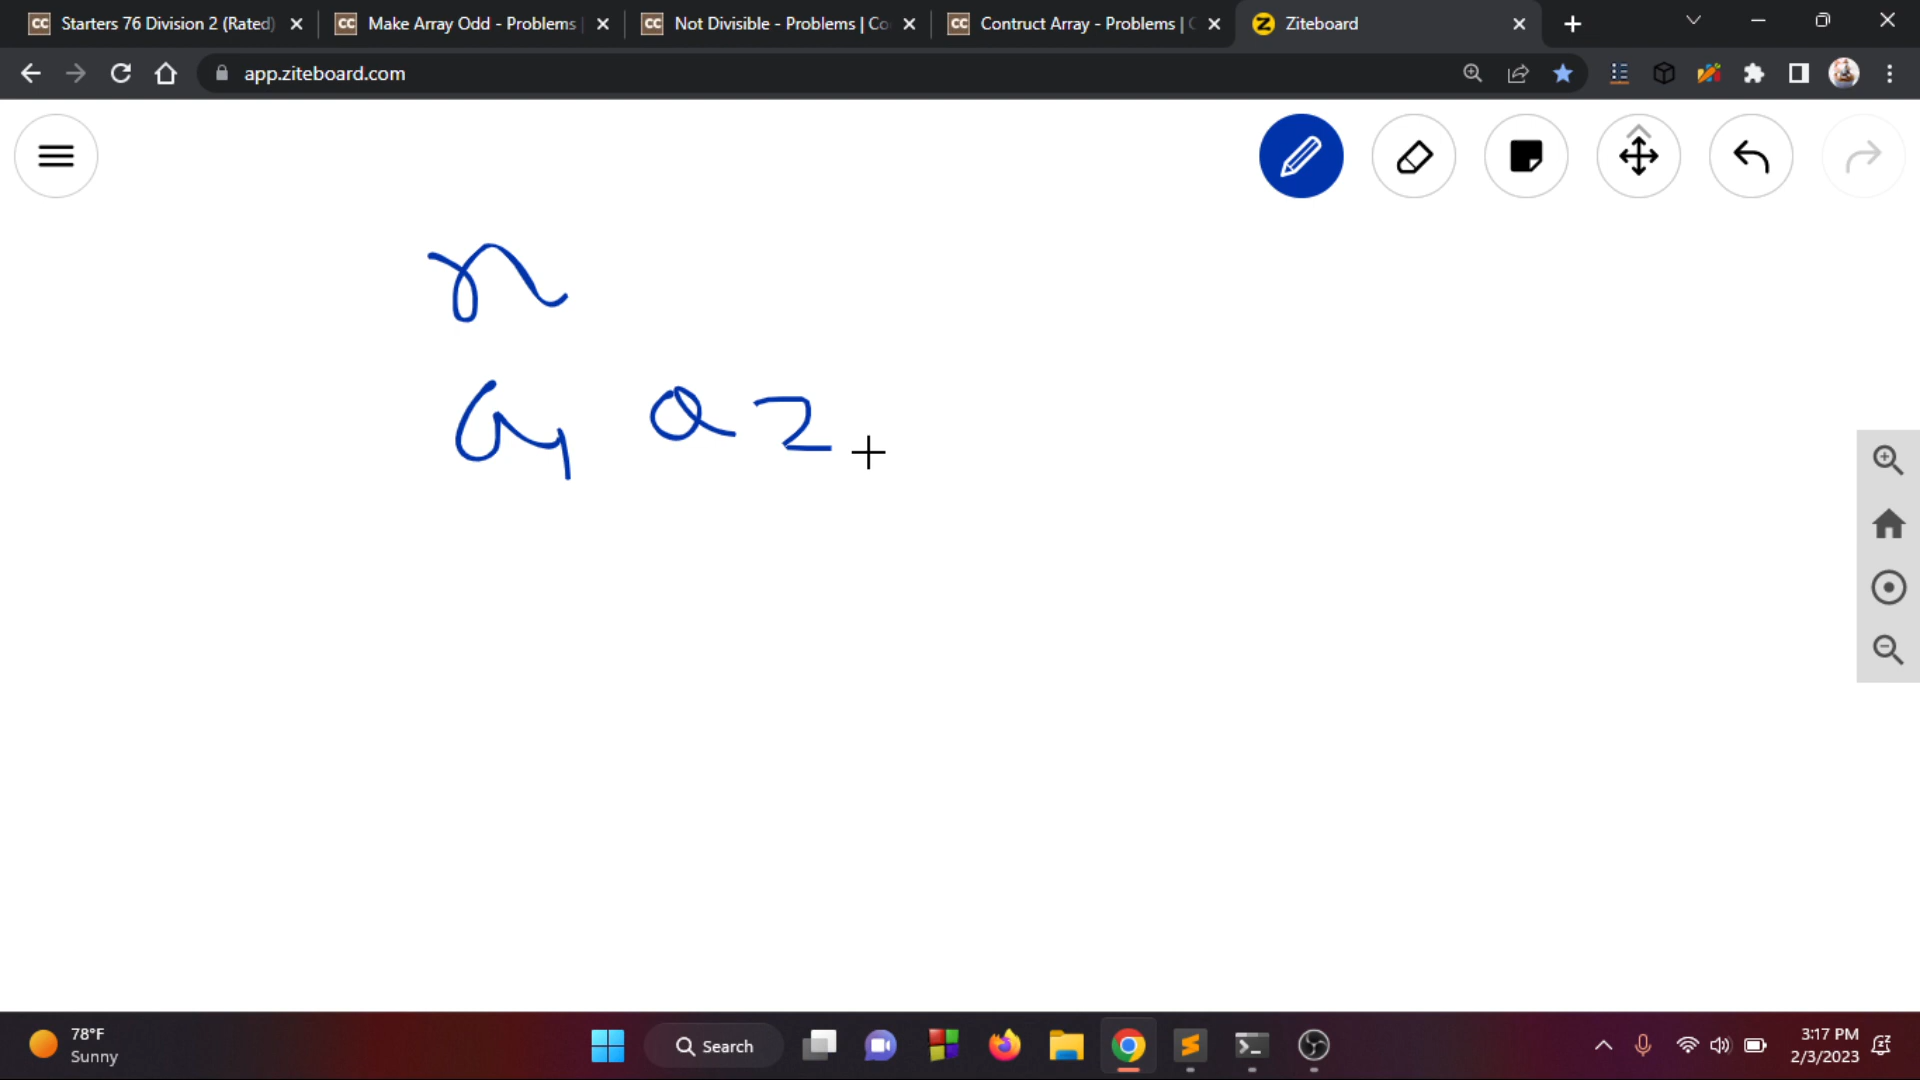 Starters 76 Division 2 (Rated)
Make Array Odd - Problems |
Not Divisible - Problems | Co
Contruct Array - Problems | C
Ziteboard
app.ziteboard.com
n
a1 a2
78°F
Sunny
Search
3:17 PM
2/3/2023